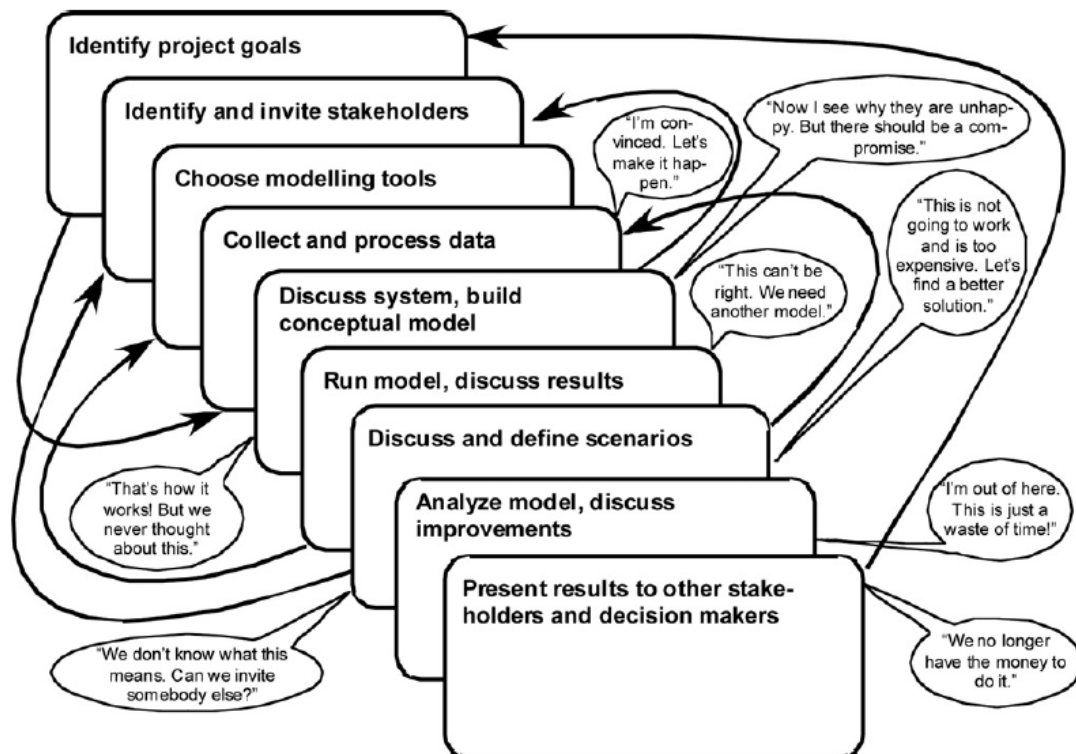 Identify project goals
Identify and invite stakeholders
Choose modelling tools
Collect and process data
Discuss system, build
conceptual model
Run model, discuss results
Discuss and define scenarios
Analyze model, discuss
improvements
Present results to other stake-
holders and decision makers
“I'm con-
vinced. Let's
make it hap-
pen.”
“Now I see why they are unhap-
py. But there should be a com-
promise.”
“This is not
going to work
and is too
expensive. Let's
find a better
solution.”
“This can't be
right. We need
another model.”
“That's how it
works! But we
never thought
about this.”
“I'm out of here.
This is just a
waste of time!”
“We don't know what this
means. Can we invite
somebody else?”
“We no longer
have the money to
do it.”